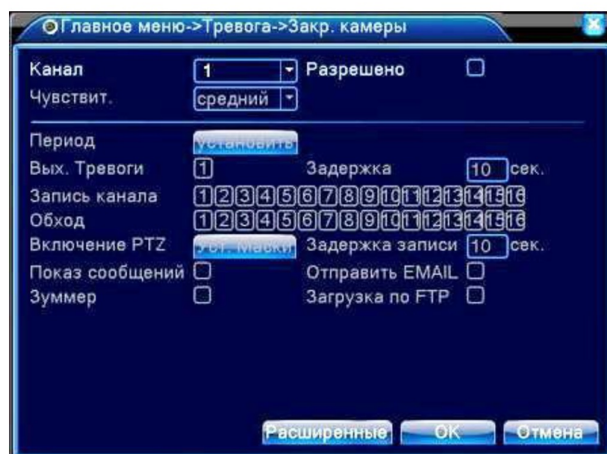 Главное меню->Тревога->Закр. камеры
Канал 1 Разрешено
Чувствит. средний
Период установить
Вых. Тревоги 1 Задержка 10 сек.
Запись канала 1 2 3 4 5 6 7 8 9 10 11 12 13 14 15 16
Обход 1 2 3 4 5 6 7 8 9 10 11 12 13 14 15 16
Включение PTZ Уст. Маски Задержка записи 10 сек.
Показ сообщений Отправить EMAIL
Зуммер Загрузка по FTP
Расширенные OK Отмена